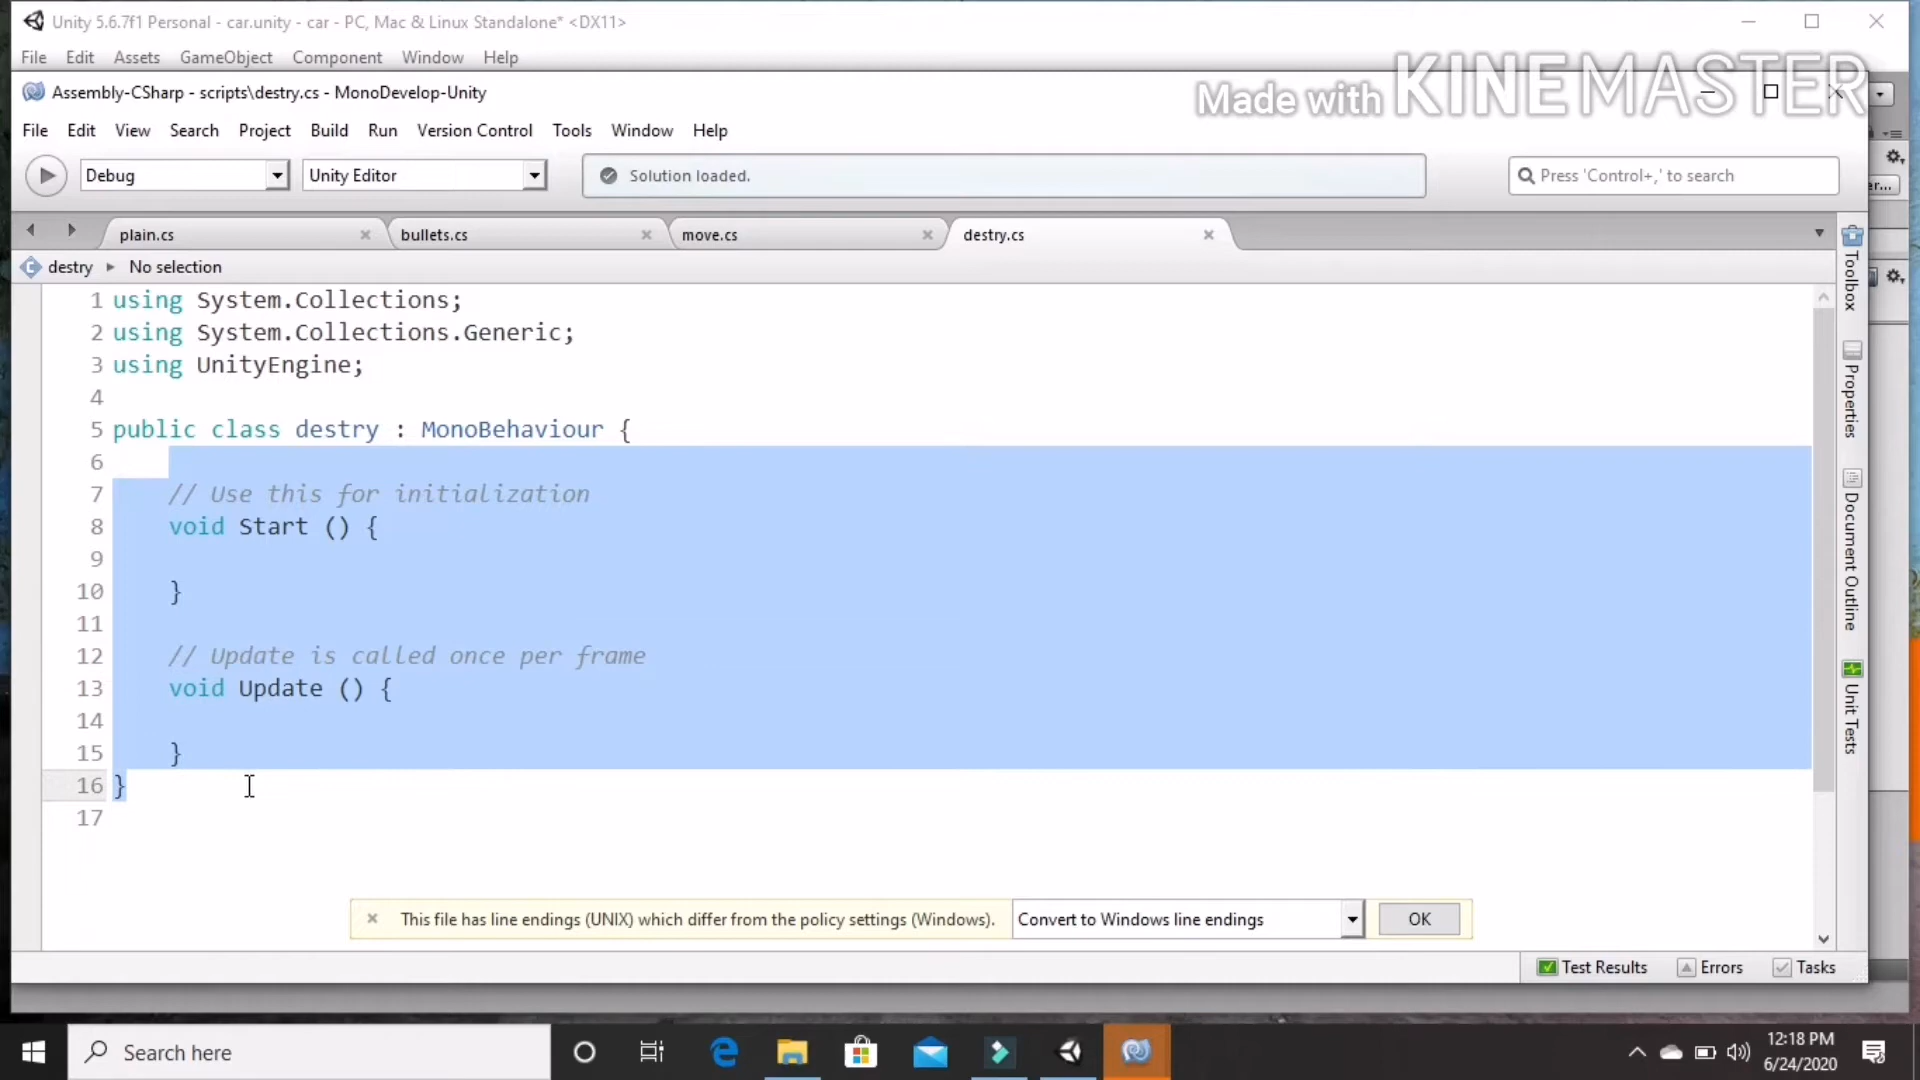 Unity 5.6.7f1 Personal - car.unity - car - PC, Mac & Linux Standalone* <DX11>
File Edit Assets GameObject Component Window Help
Made with KINEMASTER
Assembly-CSharp - scripts\destry.cs - MonoDevelop-Unity
File Edit View Search Project Build Run Version Control Tools Window Help
Debug Unity Editor Solution loaded. Press 'Control+,' to search
er...
plain.cs bullets.cs move.cs destry.cs
destry No selection
1 using System.Collections;
2 using System.Collections.Generic;
3 using UnityEngine;
4
5 public class destry : MonoBehaviour {
6
7 // Use this for initialization
8 void Start () {
9
10 }
11
12 // Update is called once per frame
13 void Update () {
14
15 }
16 }
17
Toolbox
Properties
Document Outline
Unit Tests
This file has line endings (UNIX) which differ from the policy settings (Windows). Convert to Windows line endings OK
Test Results Errors Tasks
Search here
12:18 PM
6/24/2020